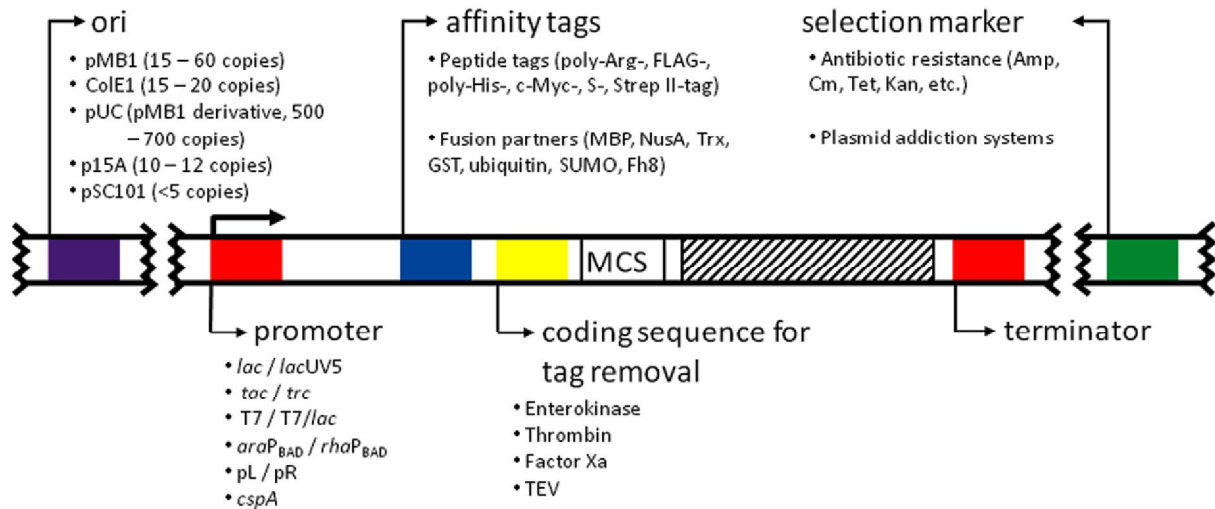 ori
• pMB1 (15 – 60 copies)
• ColE1 (15 – 20 copies)
• pUC (pMB1 derivative, 500
– 700 copies)
• p15A (10 – 12 copies)
• pSC101 (<5 copies)
affinity tags
• Peptide tags (poly-Arg-, FLAG-,
poly-His-, c-Myc-, S-, Strep II-tag)
• Fusion partners (MBP, NusA, Trx,
GST, ubiquitin, SUMO, Fh8)
selection marker
• Antibiotic resistance (Amp,
Cm, Tet, Kan, etc.)
• Plasmid addiction systems
MCS
promoter
• lac / lacUV5
• tac / trc
• T7 / T7/lac
• araPBAD / rhaPBAD
• pL / pR
• cspA
coding sequence for
tag removal
• Enterokinase
• Thrombin
• Factor Xa
• TEV
terminator